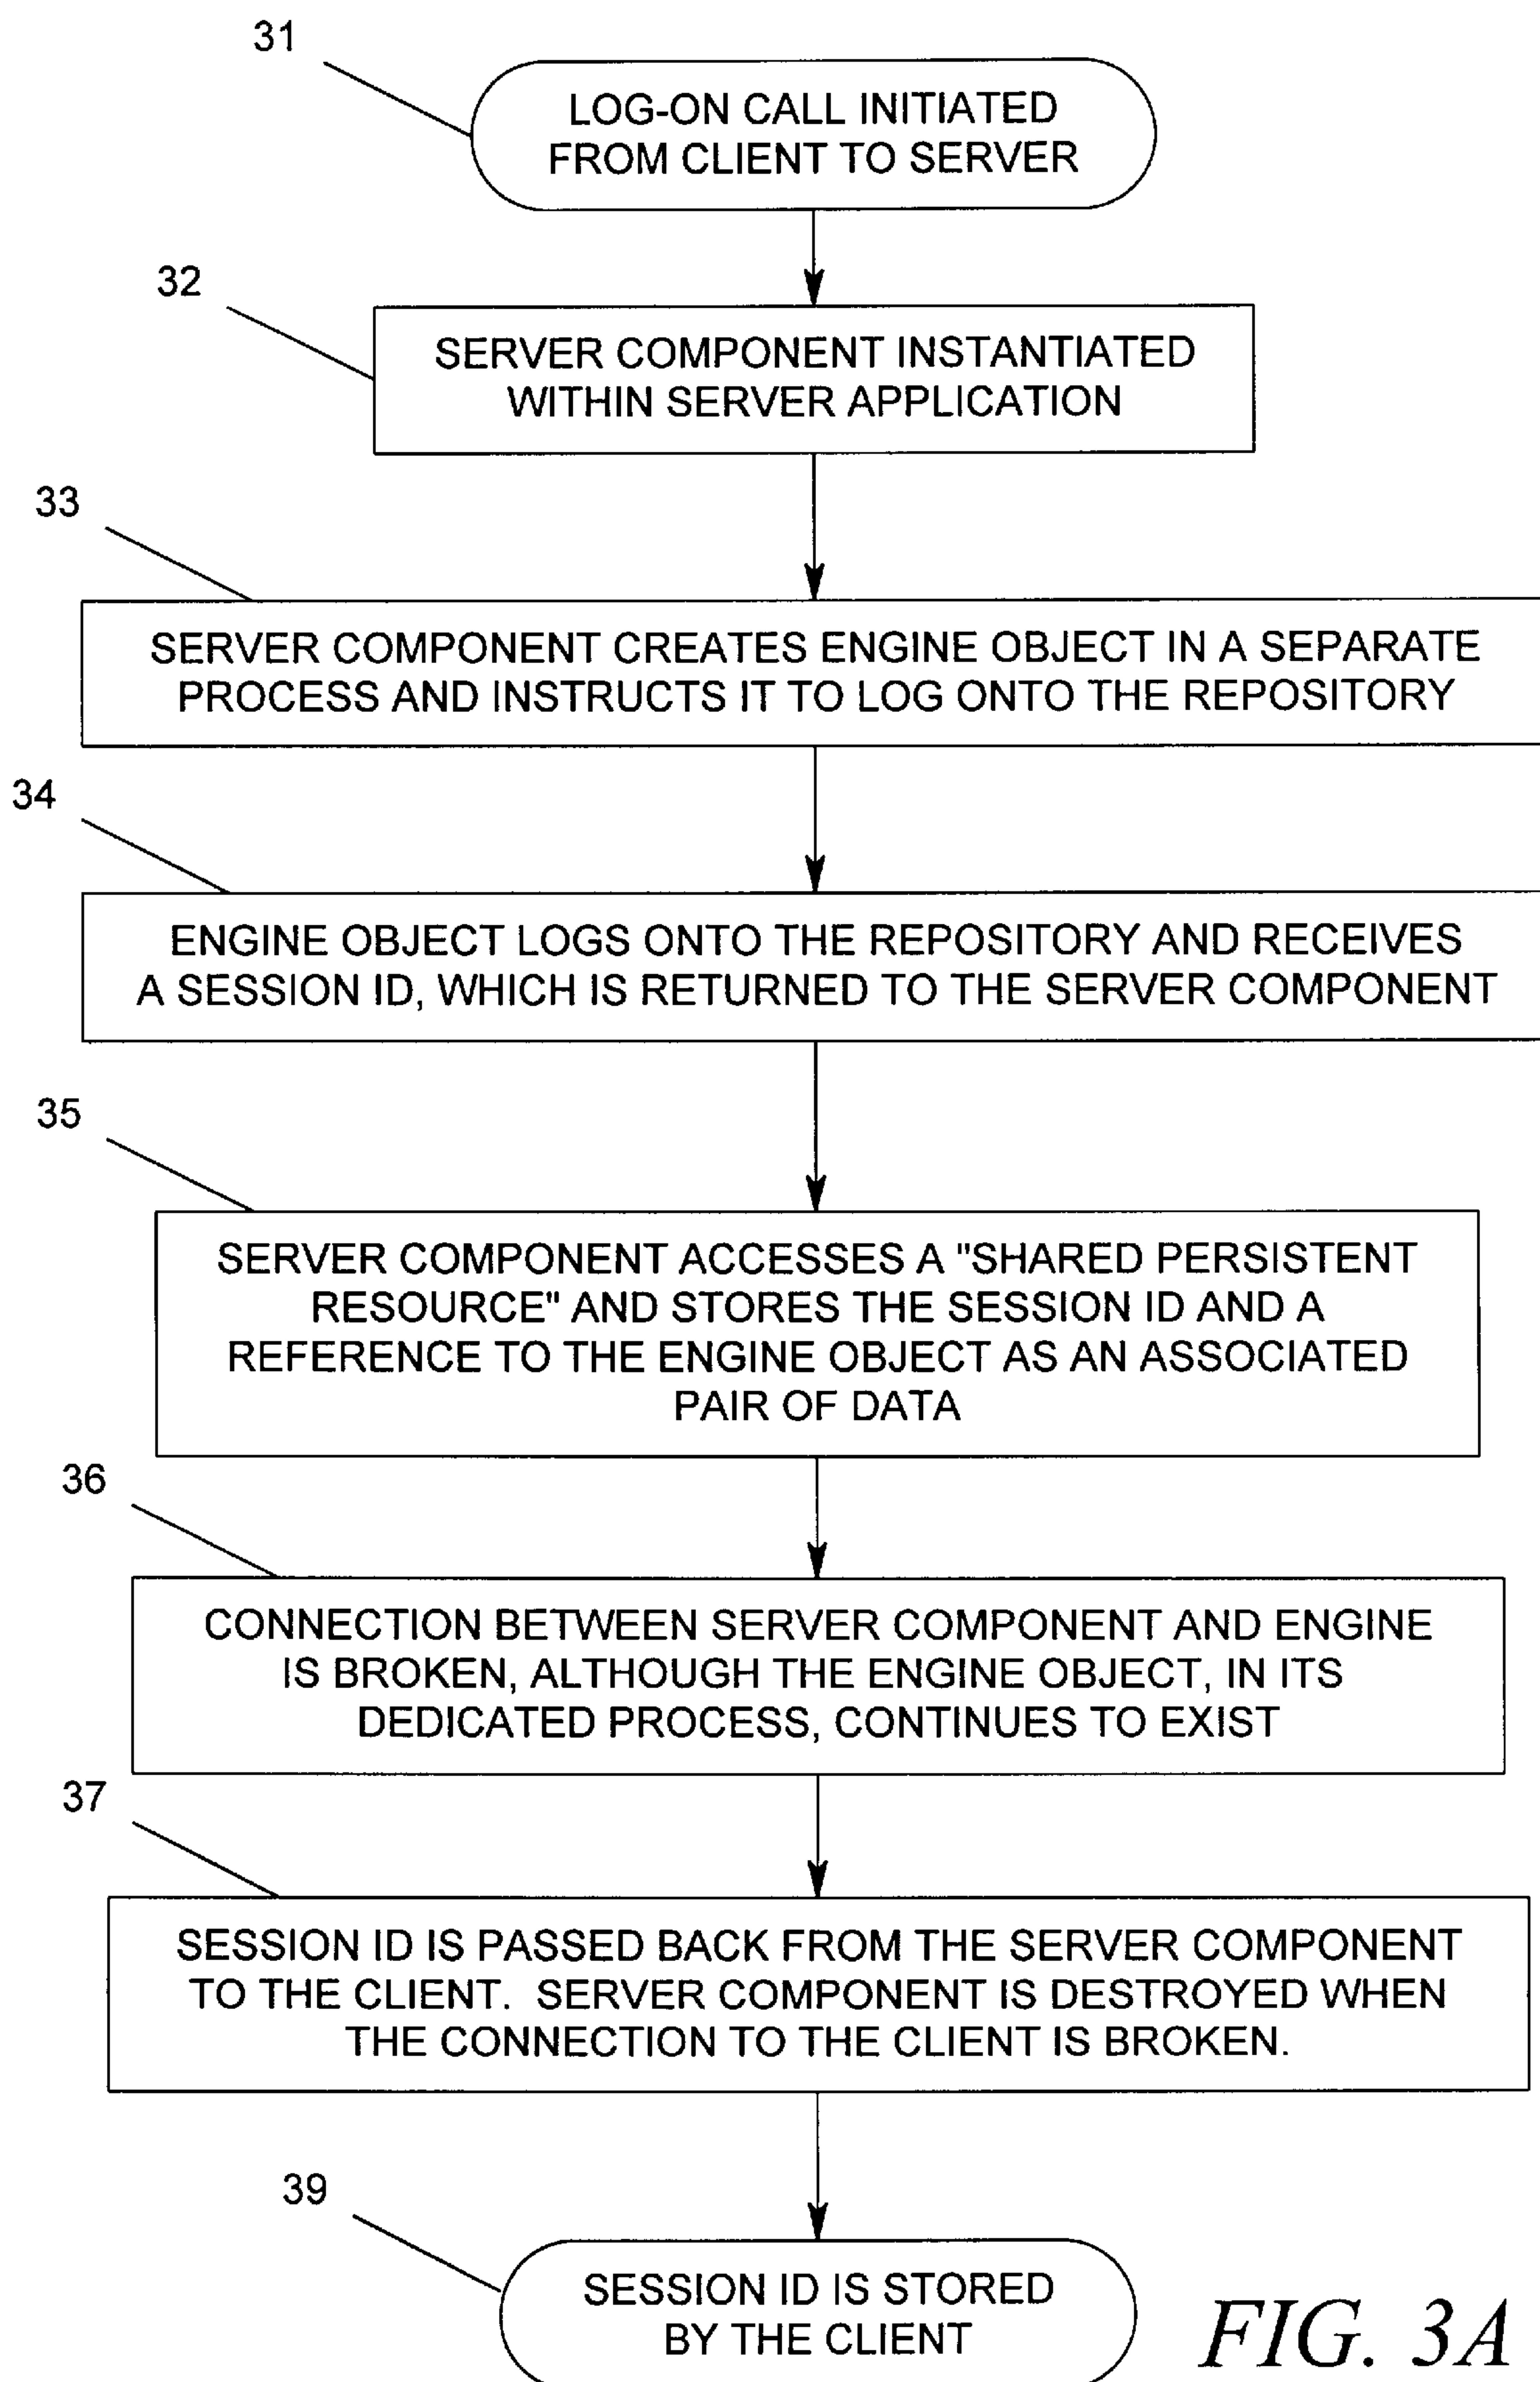 31
LOG-ON CALL INITIATED
FROM CLIENT TO SERVER
32
SERVER COMPONENT INSTANTIATED
WITHIN SERVER APPLICATION
33
SERVER COMPONENT CREATES ENGINE OBJECT IN A SEPARATE
PROCESS AND INSTRUCTS IT TO LOG ONTO THE REPOSITORY
34
ENGINE OBJECT LOGS ONTO THE REPOSITORY AND RECEIVES
A SESSION ID, WHICH IS RETURNED TO THE SERVER COMPONENT
35
SERVER COMPONENT ACCESSES A "SHARED PERSISTENT
RESOURCE" AND STORES THE SESSION ID AND A
REFERENCE TO THE ENGINE OBJECT AS AN ASSOCIATED
PAIR OF DATA
36
CONNECTION BETWEEN SERVER COMPONENT AND ENGINE
IS BROKEN, ALTHOUGH THE ENGINE OBJECT, IN ITS
DEDICATED PROCESS, CONTINUES TO EXIST
37
SESSION ID IS PASSED BACK FROM THE SERVER COMPONENT
TO THE CLIENT. SERVER COMPONENT IS DESTROYED WHEN
THE CONNECTION TO THE CLIENT IS BROKEN.
39
SESSION ID IS STORED
BY THE CLIENT
FIG. 3A